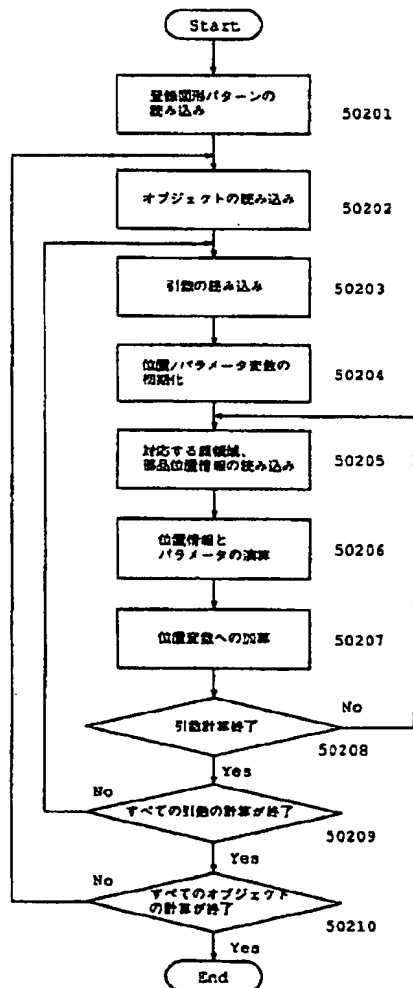 Start
登録図形パターンの
読み込み
50201
オブジェクトの読み込み
50202
引数の読み込み
50203
位置/パラメータ変数の
初期化
50204
対応する顔領域、
部品位置情報の読み込み
50205
位置情報と
パラメータの演算
50206
位置変数への加算
50207
引数計算終了
No
50208
Yes
No
すべての引数の計算が終了
50209
Yes
No
すべてのオブジェクト
の計算が終了
50210
Yes
End